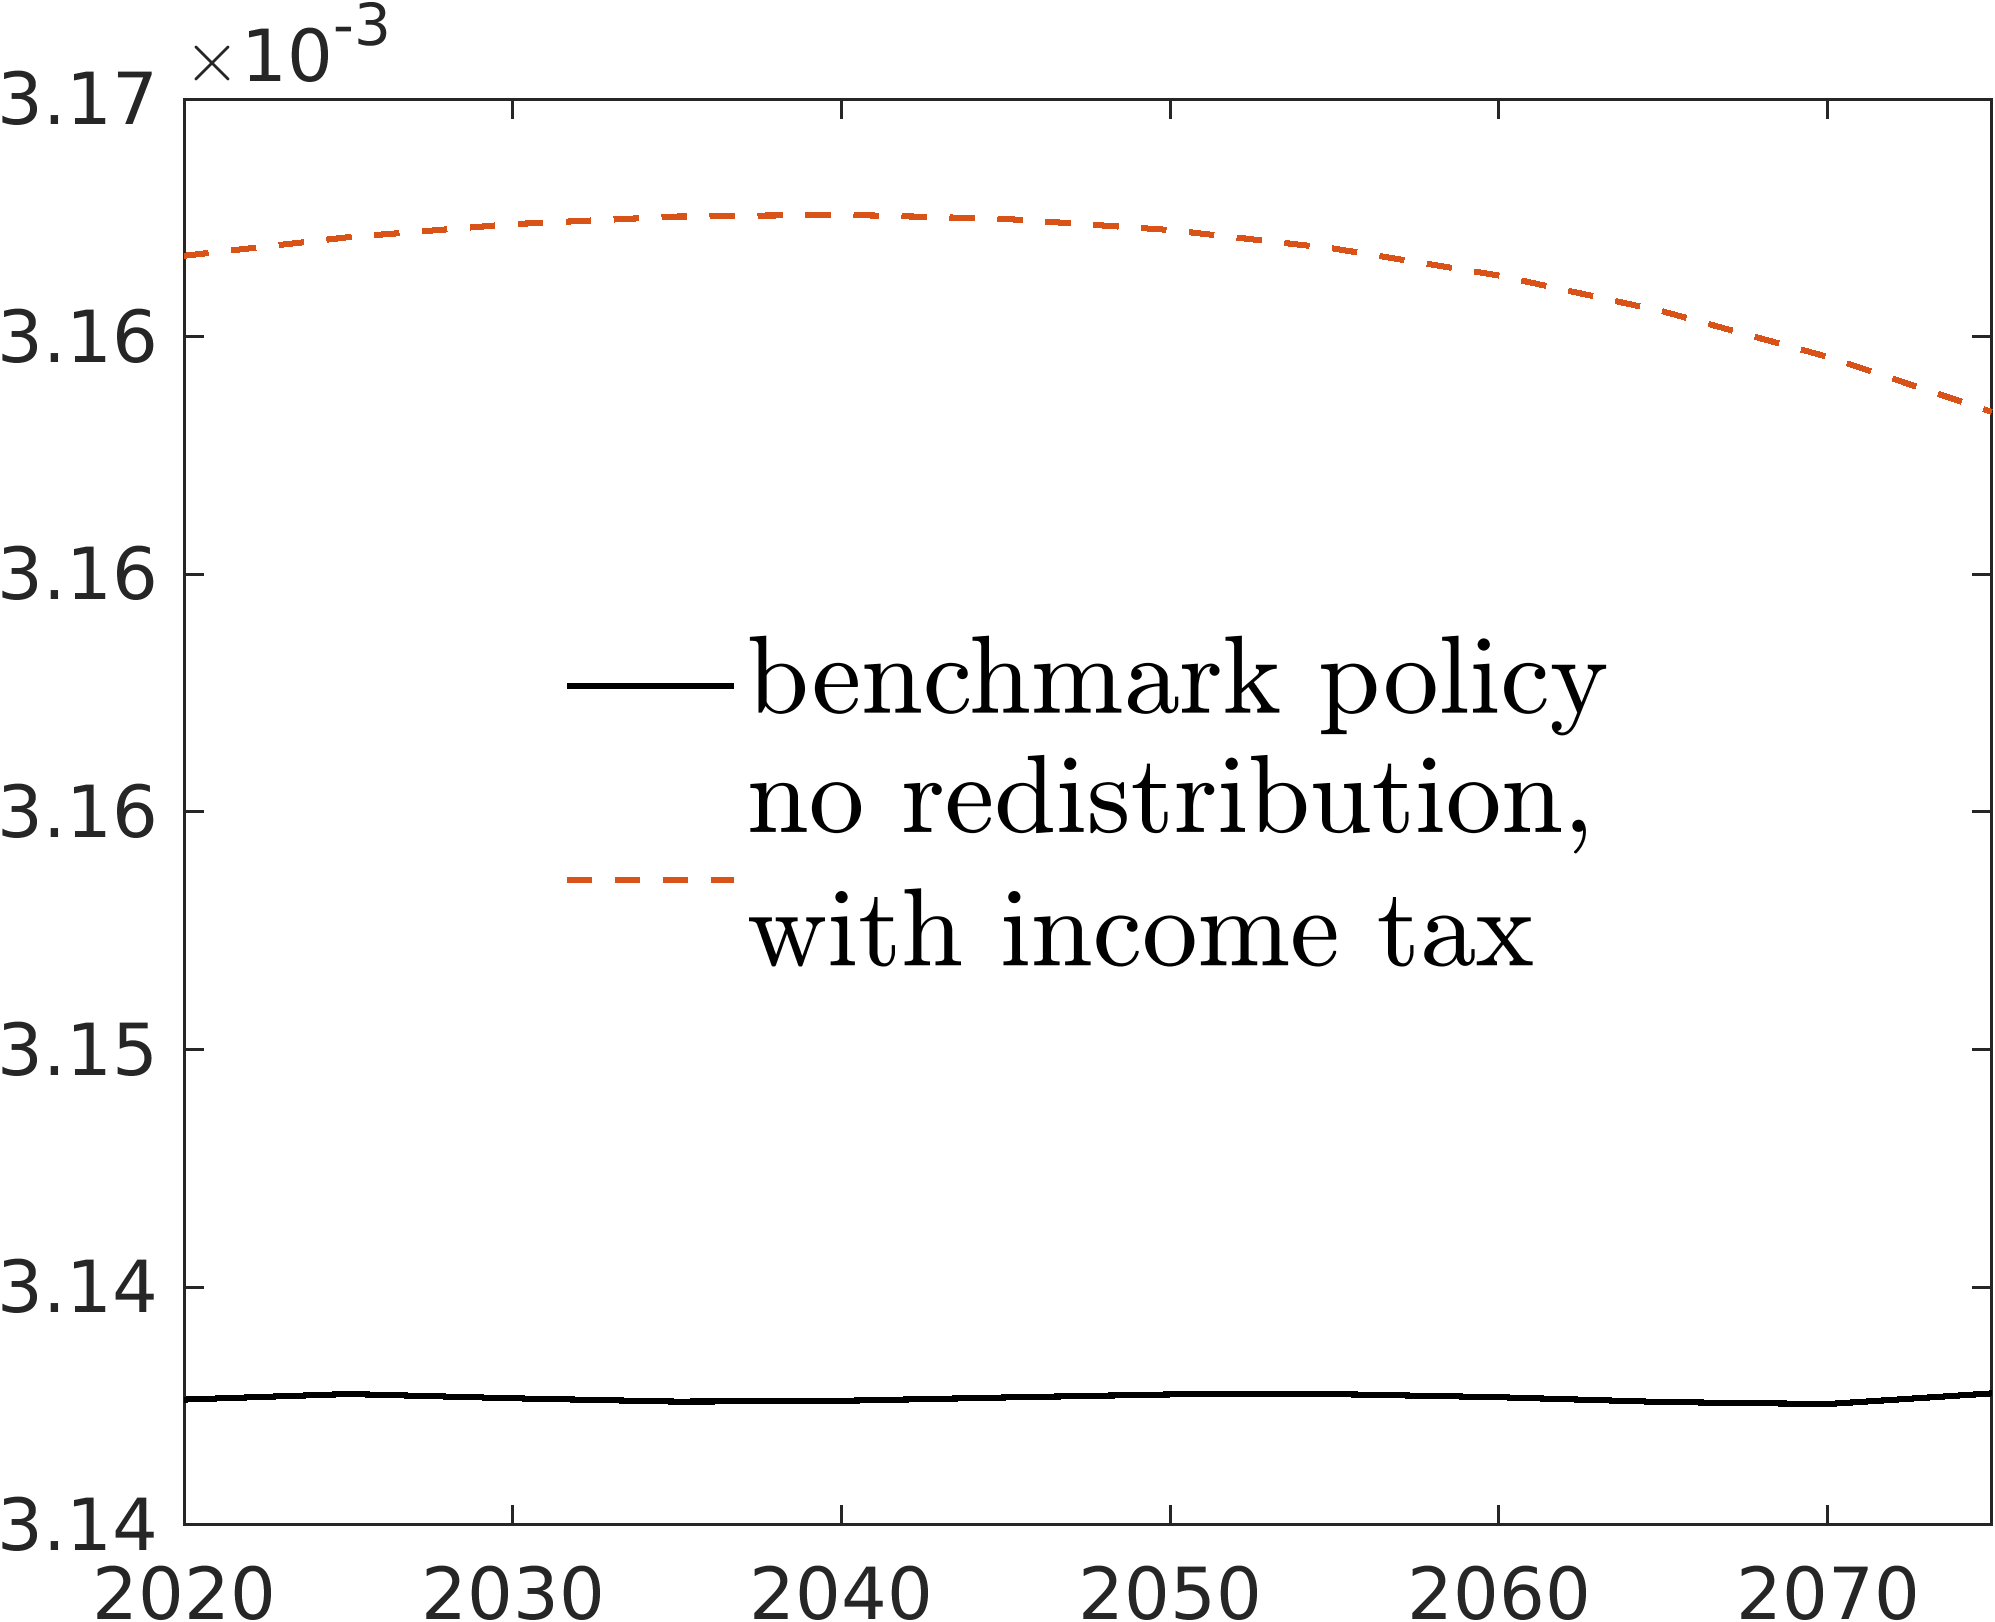 ×10-3
3.17
3.16
3.16
3.16
3.15
3.14
3.14
benchmark policy
no redistribution,
with income tax
2020 2030 2040 2050 2060 2070